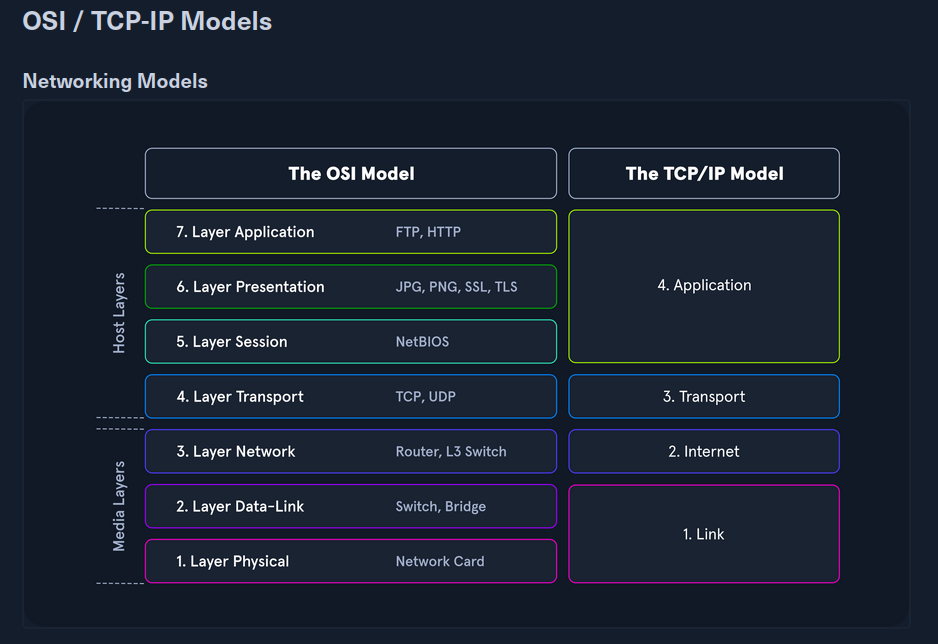 OSI / TCP-IP Models
Networking Models
The OSI Model
The TCP/IP Model
Host Layers
7. Layer Application FTP, HTTP
6. Layer Presentation JPG, PNG, SSL, TLS
5. Layer Session NetBIOS
4. Application
4. Layer Transport TCP, UDP
3. Transport
Media Layers
3. Layer Network Router, L3 Switch
2. Internet
2. Layer Data-Link Switch, Bridge
1. Layer Physical Network Card
1. Link